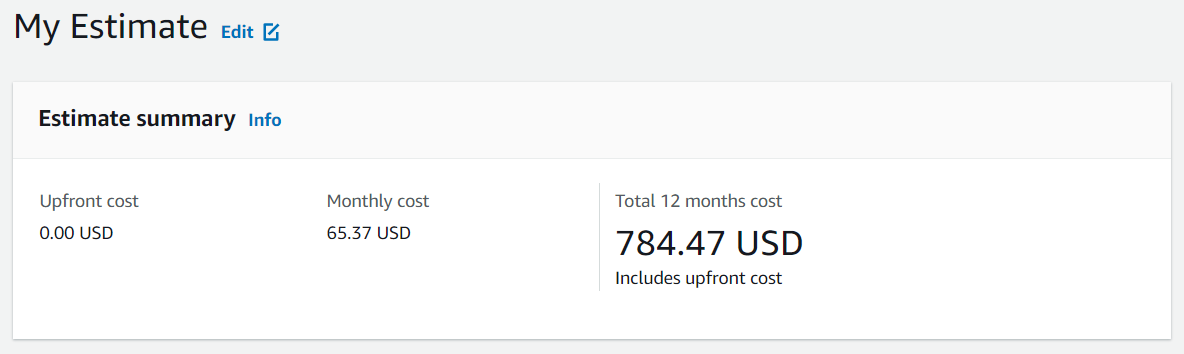 My Estimate Edit
Estimate summary Info
Upfront cost
0.00 USD
Monthly cost
65.37 USD
Total 12 months cost
784.47 USD
Includes upfront cost